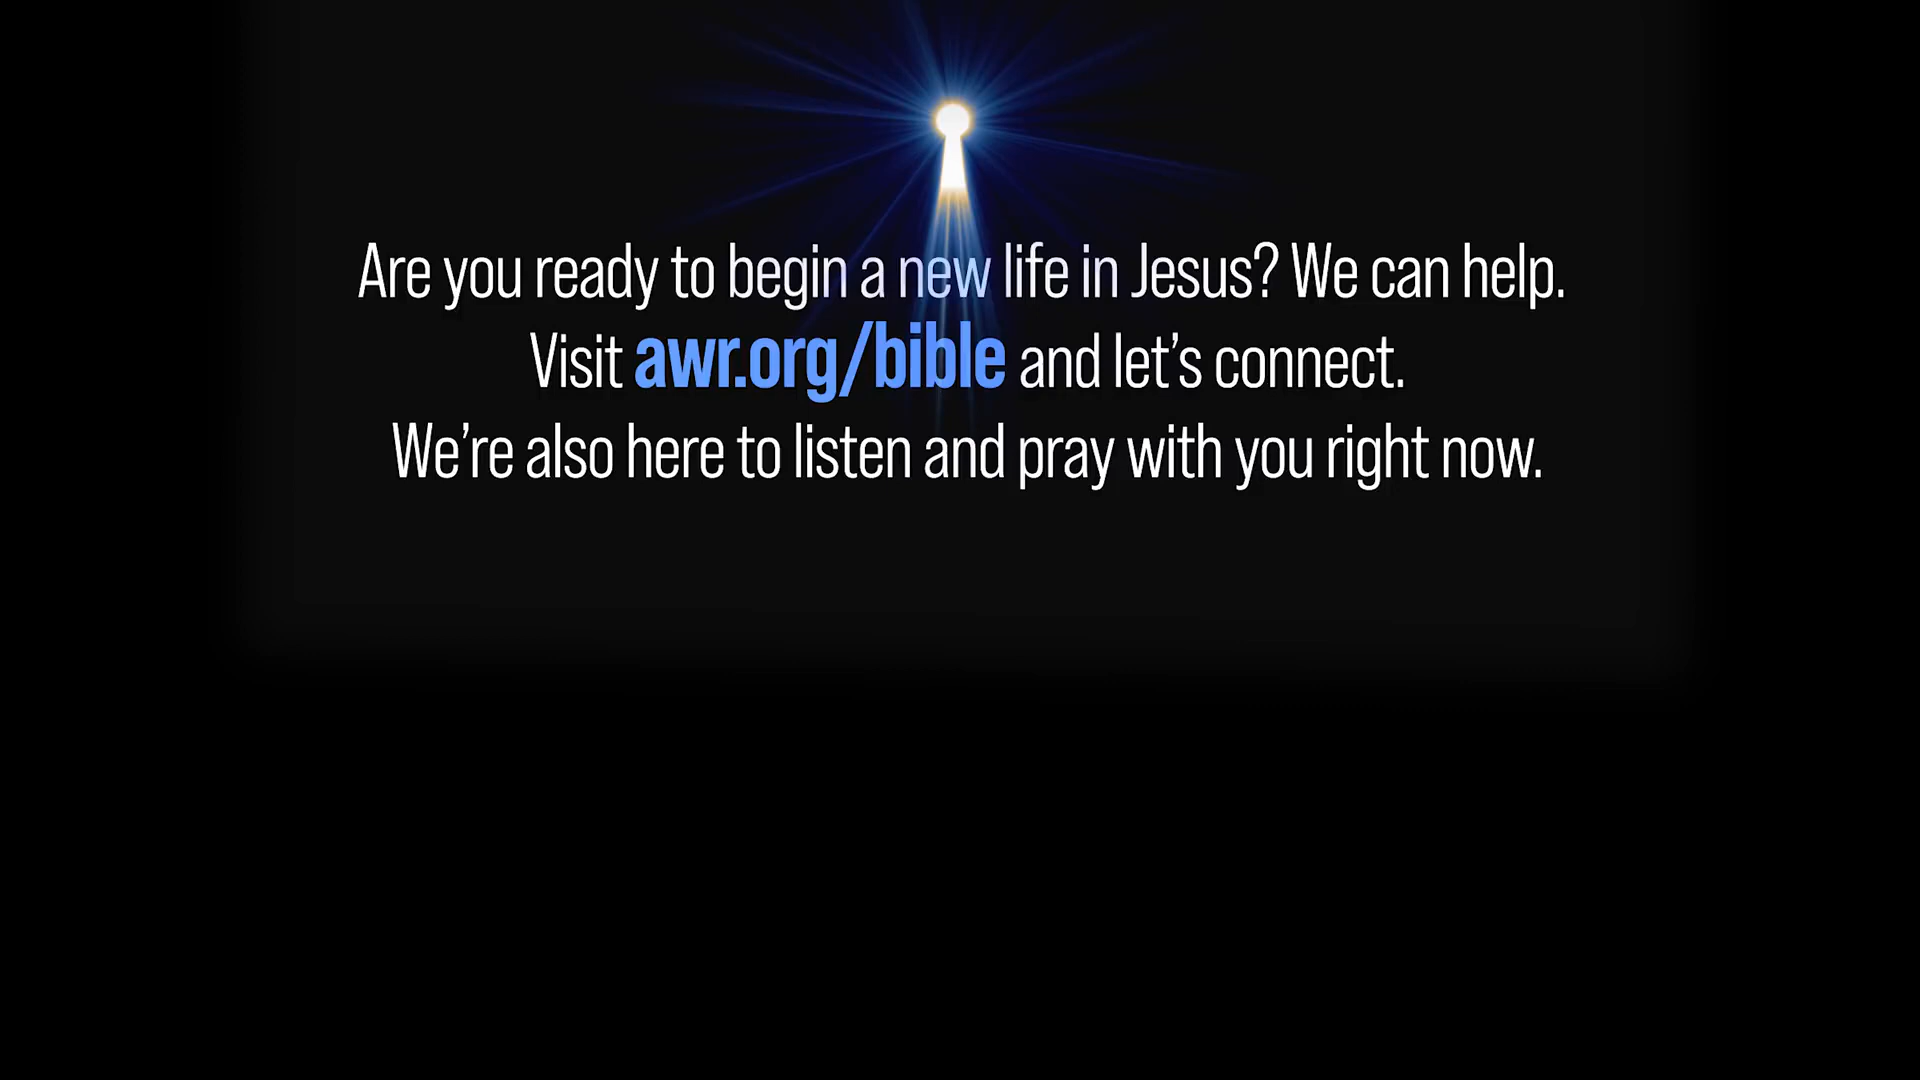 Are you ready to begin a new life in Jesus? We can help.
Visit awr.org/bible and let’s connect.
We’re also here to listen and pray with you right now.